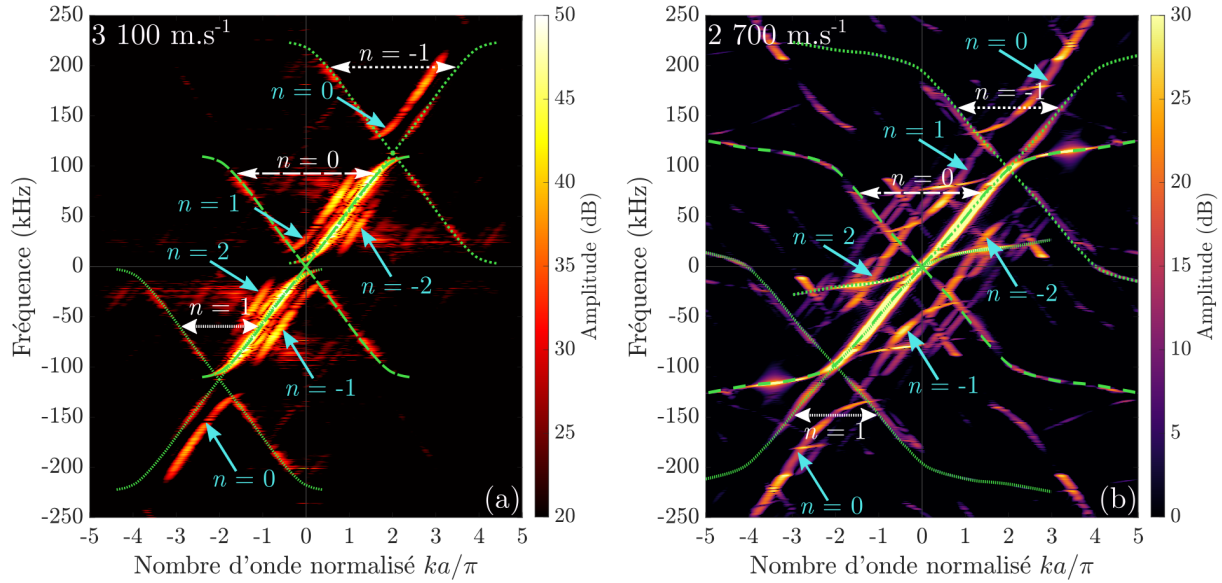 3 100 m.s-1
n = -1
n = 0
n = 0
n = 1
n = 2
n = -2
n = 1
n = -1
n = 0
(a)
250
200
150
100
50
0
-50
-100
-150
-200
-250
Fréquence (kHz)
-5 -4 -3 -2 -1 0 1 2 3 4 5
Nombre d'onde normalisé ka/π
50
45
40
35
30
25
20
Amplitude (dB)
2 700 m.s-1
n = 0
n = -1
n = 1
n = 0
n = 2
n = -2
n = -1
n = 1
n = 0
(b)
250
200
150
100
50
0
-50
-100
-150
-200
-250
Fréquence (kHz)
-5 -4 -3 -2 -1 0 1 2 3 4 5
Nombre d'onde normalisé ka/π
30
25
20
15
10
5
0
Amplitude (dB)